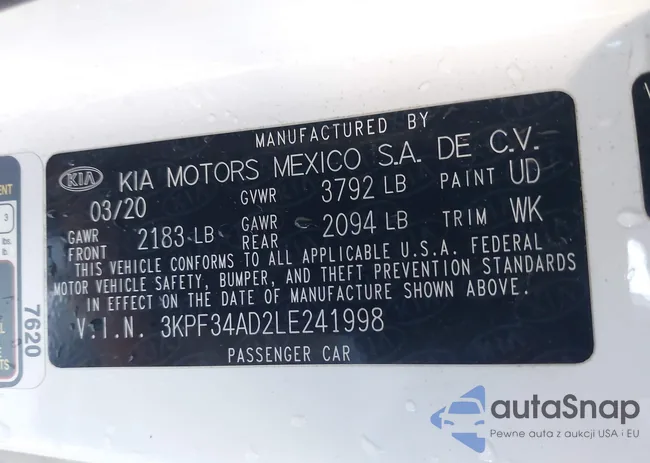 MANUFACTURED BY
KIA KIA MOTORS MEXICO S.A. DE C.V.
03/20 GVWR 3792 LB PAINT UD
GAWR FRONT 2183 LB GAWR REAR 2094 LB TRIM WK
THIS VEHICLE CONFORMS TO ALL APPLICABLE U.S.A. FEDERAL
MOTOR VEHICLE SAFETY, BUMPER, AND THEFT PREVENTION STANDARDS
IN EFFECT ON THE DATE OF MANUFACTURE SHOWN ABOVE.
V.I.N. 3KPF34AD2LE241998
PASSENGER CAR
7620
3
lbs.
autaSnap
Pewne auta z aukcji USA i EU